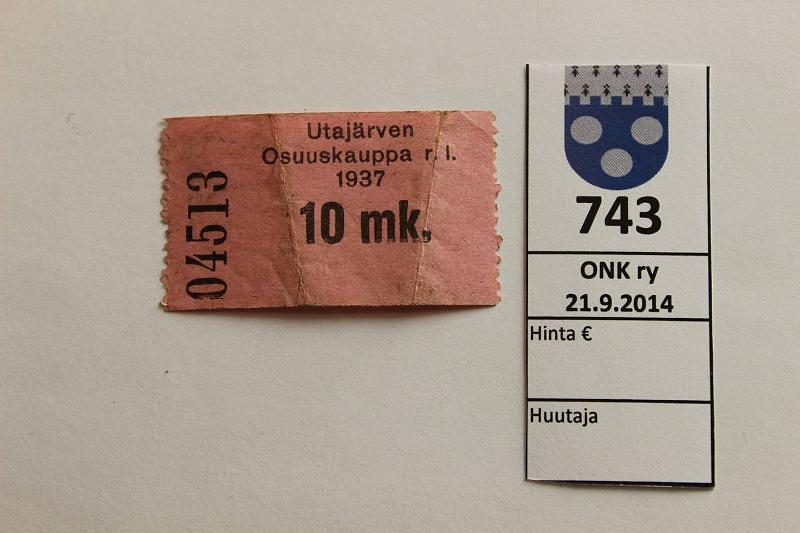 04513
Utajärven
Osuuskauppa r. l.
1937
10 mk.
743
ONK ry
21.9.2014
Hinta €
Huutaja